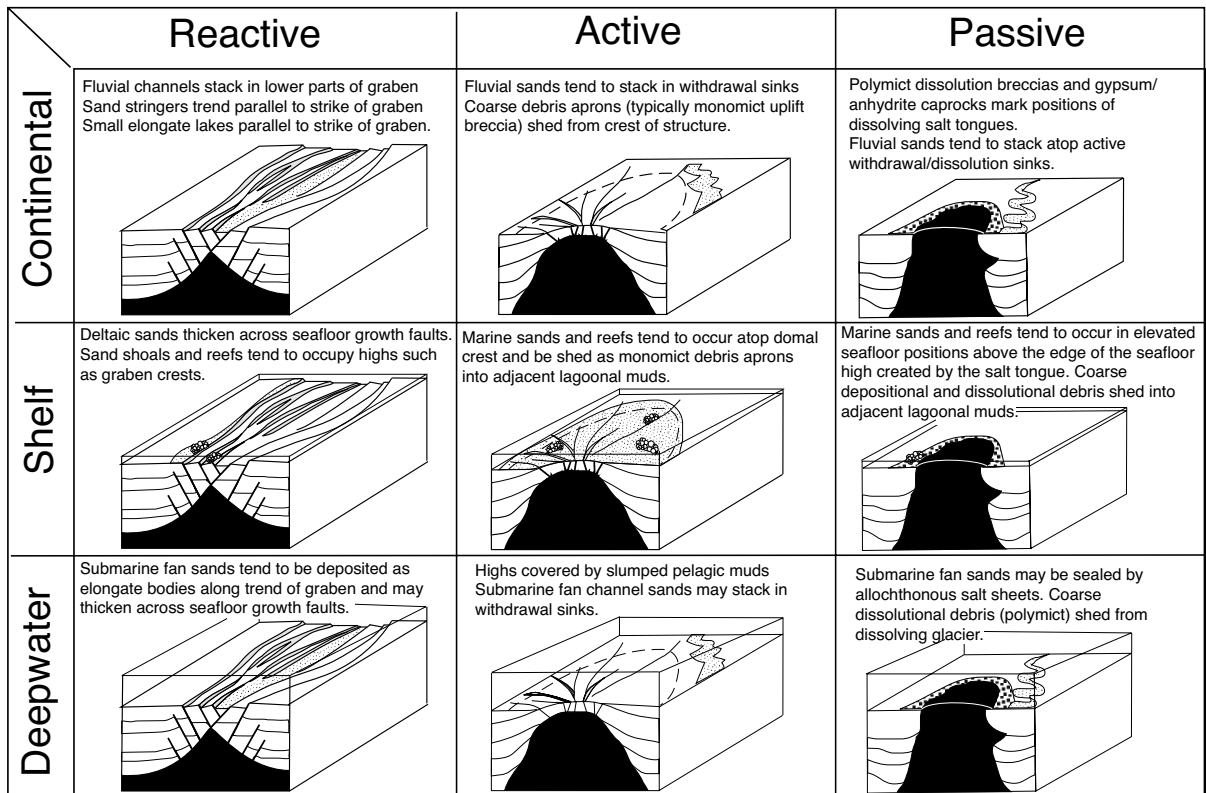 Reactive
Active
Passive
Continental
Fluvial channels stack in lower parts of graben
Sand stringers trend parallel to strike of graben
Small elongate lakes parallel to strike of graben.
Fluvial sands tend to stack in withdrawal sinks
Coarse debris aprons (typically monomict uplift
breccia) shed from crest of structure.
Polymict dissolution breccias and gypsum/
anhydrite caprocks mark positions of
dissolving salt tongues.
Fluvial sands tend to stack atop active
withdrawal/dissolution sinks.
Shelf
Deltaic sands thicken across seafloor growth faults.
Sand shoals and reefs tend to occupy highs such
as graben crests.
Marine sands and reefs tend to occur atop domal
crest and be shed as monomict debris aprons
into adjacent lagoonal muds.
Marine sands and reefs tend to occur in elevated
seafloor positions above the edge of the seafloor
high created by the salt tongue. Coarse
depositional and dissolutional debris shed into
adjacent lagoonal muds.
Deepwater
Submarine fan sands tend to be deposited as
elongate bodies along trend of graben and may
thicken across seafloor growth faults.
Highs covered by slumped pelagic muds
Submarine fan channel sands may stack in
withdrawal sinks.
Submarine fan sands may be sealed by
allochthonous salt sheets. Coarse
dissolutional debris (polymict) shed from
dissolving glacier.